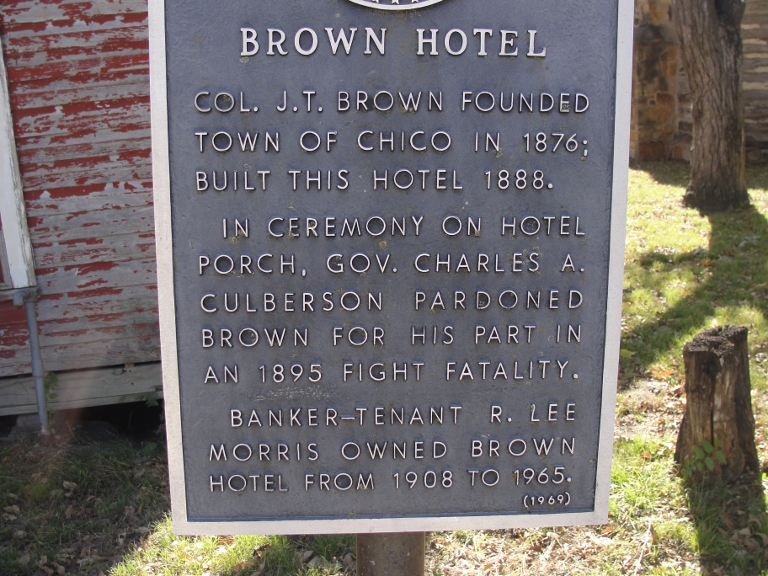 BROWN HOTEL
COL. J.T. BROWN FOUNDED
TOWN OF CHICO IN 1876;
BUILT THIS HOTEL 1888.
IN CEREMONY ON HOTEL
PORCH, GOV. CHARLES A.
CULBERSON PARDONED
BROWN FOR HIS PART IN
AN 1895 FIGHT FATALITY.
BANKER-TENANT R. LEE
MORRIS OWNED BROWN
HOTEL FROM 1908 TO 1965.
(1969)